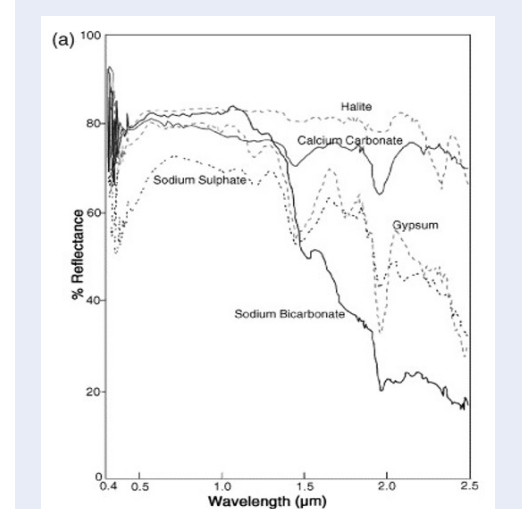 (a)
100
80
60
40
20
0
% Reflectance
Halite
Calcium Carbonate
Sodium Sulphate
Gypsum
Sodium Bicarbonate
0.4 0.5 1.0 1.5 2.0 2.5
Wavelength (μm)